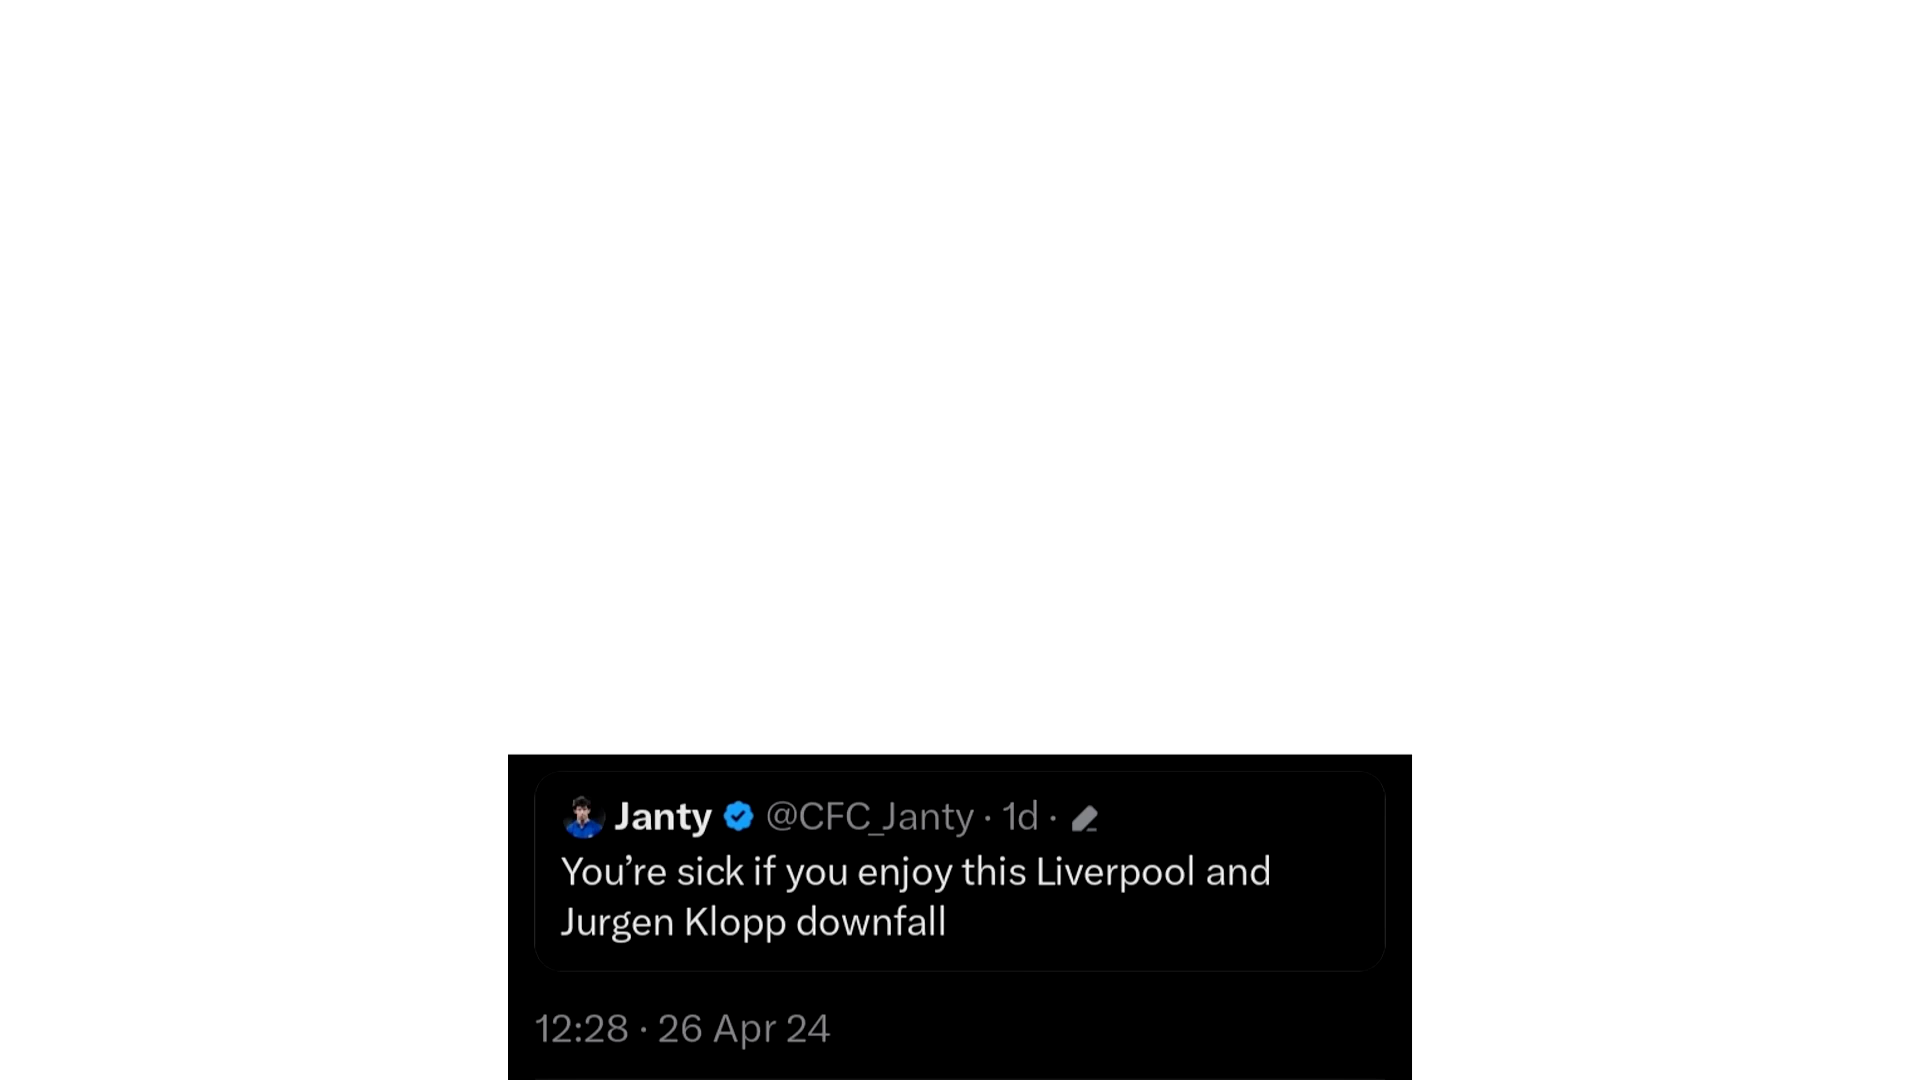 Janty @CFC_Janty · 1d ·
You’re sick if you enjoy this Liverpool and
Jurgen Klopp downfall
12:28 · 26 Apr 24